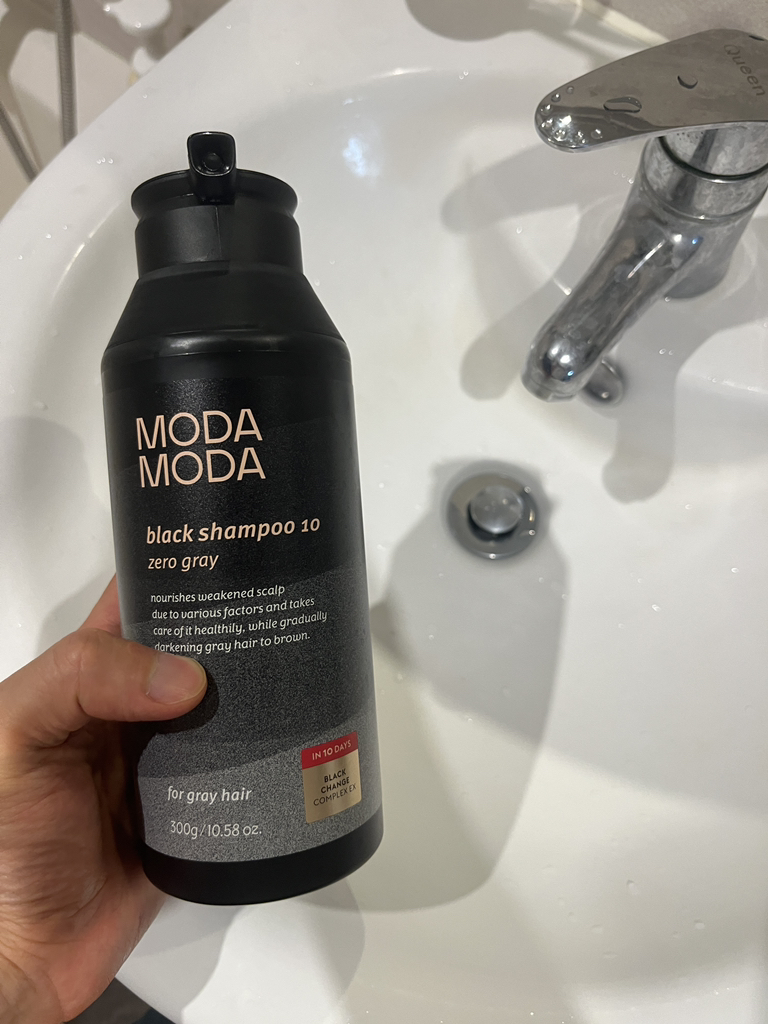 Queen
MODA
MODA
black shampoo 10
zero gray
nourishes weakened scalp
due to various factors and takes
care of it healthily, while gradually
darkening gray hair to brown.
IN 10 DAYS
BLACK
CHANGE
COMPLEX EX
for gray hair
300g/10.58 oz.